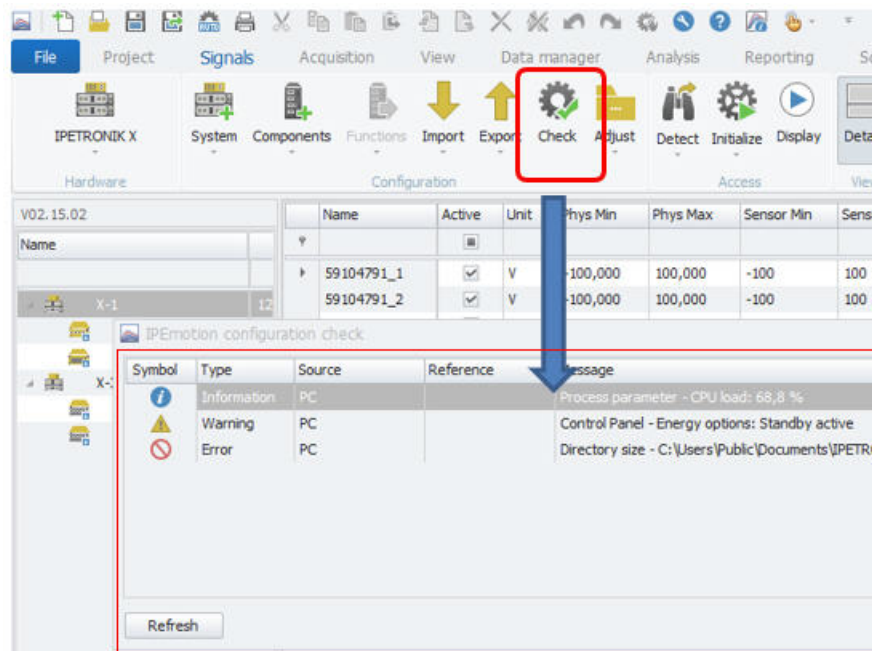 AUTO
File Project Signals Acquisition View Data manager Analysis Reporting
IPETRONIK X System Components Functions Import Export Check Adjust Detect Initialize Display
Hardware Configuration Access
V02.15.02
Name
Name Active Unit Phys Min Phys Max Sensor Min
59104791_1 V -100,000 100,000 -100 100
59104791_2 V -100,000 100,000 -100 100
X-1 12
IPEmotion configuration check
Symbol Type Source Reference Message
Information PC Process parameter - CPU load: 68,8 %
Warning PC Control Panel - Energy options: Standby active
Error PC Directory size - C:\Users\Public\Documents\IPETR
Refresh